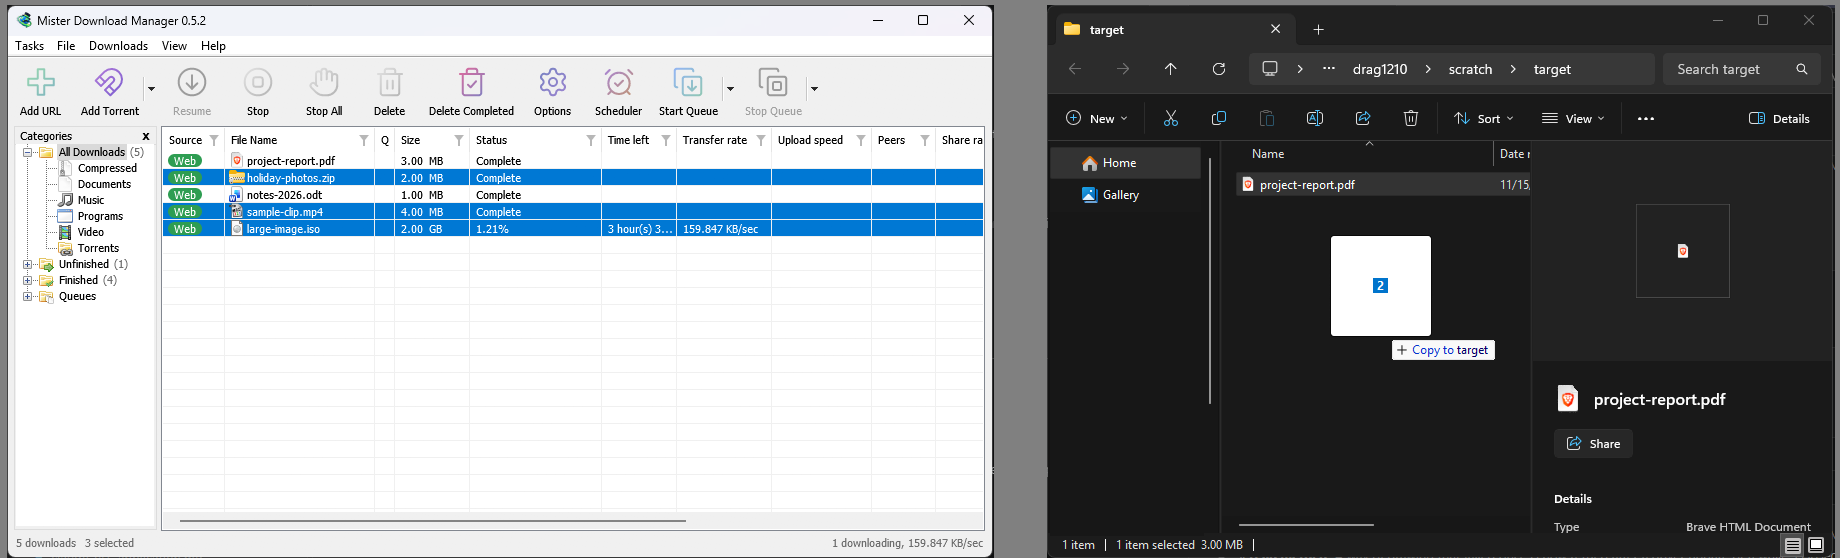 Mister Download Manager 0.5.2
Tasks File Downloads View Help
Add URL Add Torrent Resume Stop Stop All Delete Delete Completed Options Scheduler Start Queue Stop Queue
Categories x
All Downloads (5)
Compressed
Documents
Music
Programs
Video
Torrents
Unfinished (1)
Finished (4)
Queues
Source File Name Q Size Status Time left Transfer rate Upload speed Peers Share ra
Web project-report.pdf 3.00 MB Complete
Web holiday-photos.zip 2.00 MB Complete
Web notes-2026.odt 1.00 MB Complete
Web sample-clip.mp4 4.00 MB Complete
Web large-image.iso 2.00 GB 1.21% 3 hour(s) 3... 159.847 KB/sec
5 downloads 3 selected 1 downloading, 159.847 KB/sec
target
... drag1210 > scratch > target Search target
New Sort View ... Details
Home
Gallery
Name Date r
project-report.pdf 11/15,
2
+ Copy to target
project-report.pdf
Share
Details
Type Brave HTML Document
1 item 1 item selected 3.00 MB